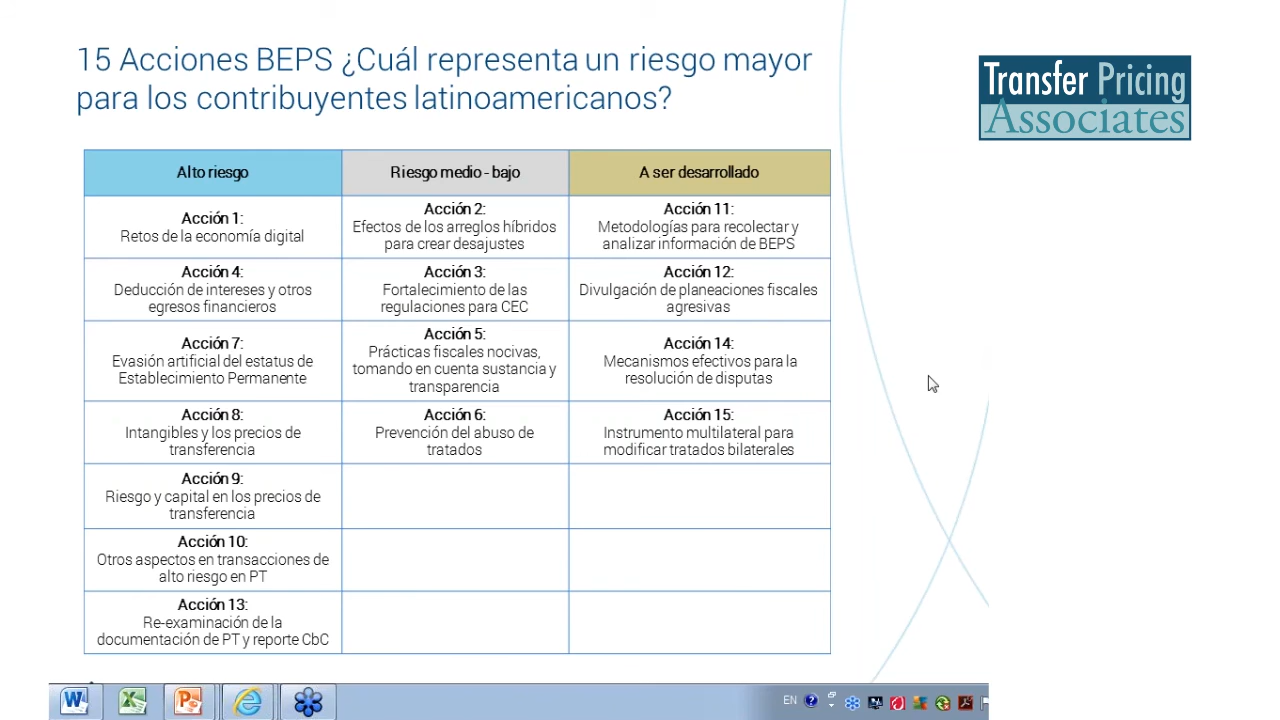 15 Acciones BEPS ¿Cuál representa un riesgo mayor
para los contribuyentes latinoamericanos?
Transfer Pricing
Associates
Alto riesgo
Riesgo medio - bajo
A ser desarrollado
Acción 1:
Retos de la economía digital
Acción 2:
Efectos de los arreglos híbridos
para crear desajustes
Acción 11:
Metodologías para recolectar y
analizar información de BEPS
Acción 4:
Deducción de intereses y otros
egresos financieros
Acción 3:
Fortalecimiento de las
regulaciones para CEC
Acción 12:
Divulgación de planeaciones fiscales
agresivas
Acción 7:
Evasión artificial del estatus de
Establecimiento Permanente
Acción 5:
Prácticas fiscales nocivas,
tomando en cuenta sustancia y
transparencia
Acción 14:
Mecanismos efectivos para la
resolución de disputas
Acción 8:
Intangibles y los precios de
transferencia
Acción 6:
Prevención del abuso de
tratados
Acción 15:
Instrumento multilateral para
modificar tratados bilaterales
Acción 9:
Riesgo y capital en los precios de
transferencia
Acción 10:
Otros aspectos en transacciones de
alto riesgo en PT
Acción 13:
Re-examinación de la
documentación de PT y reporte CbC
EN